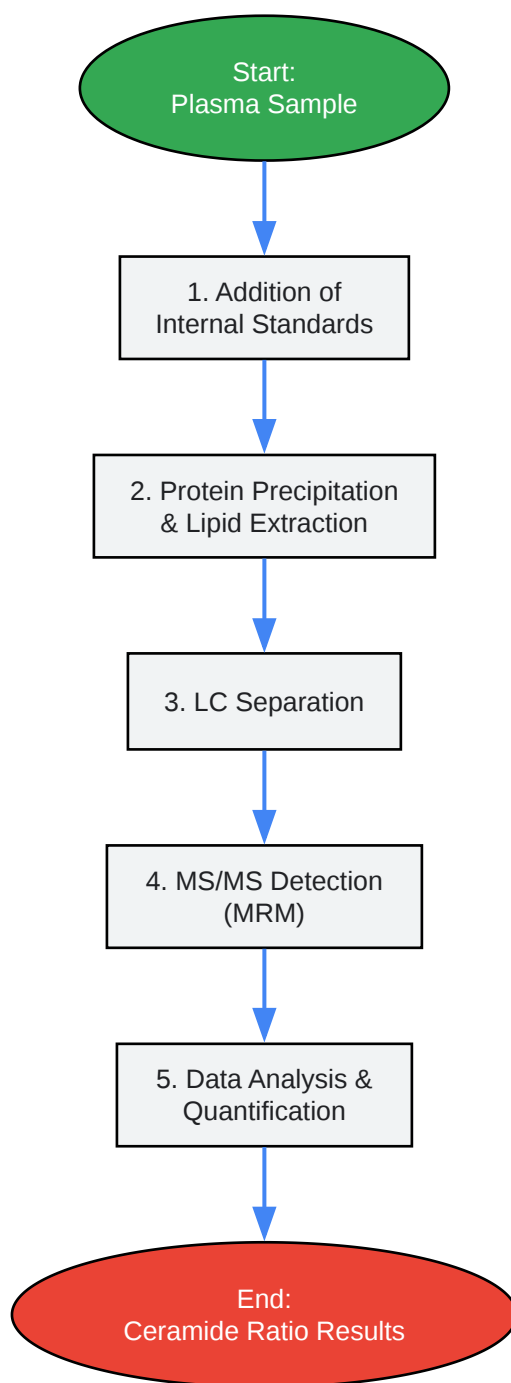 Start:
Plasma Sample
1. Addition of
Internal Standards
2. Protein Precipitation
& Lipid Extraction
3. LC Separation
4. MS/MS Detection
(MRM)
5. Data Analysis &
Quantification
End:
Ceramide Ratio Results